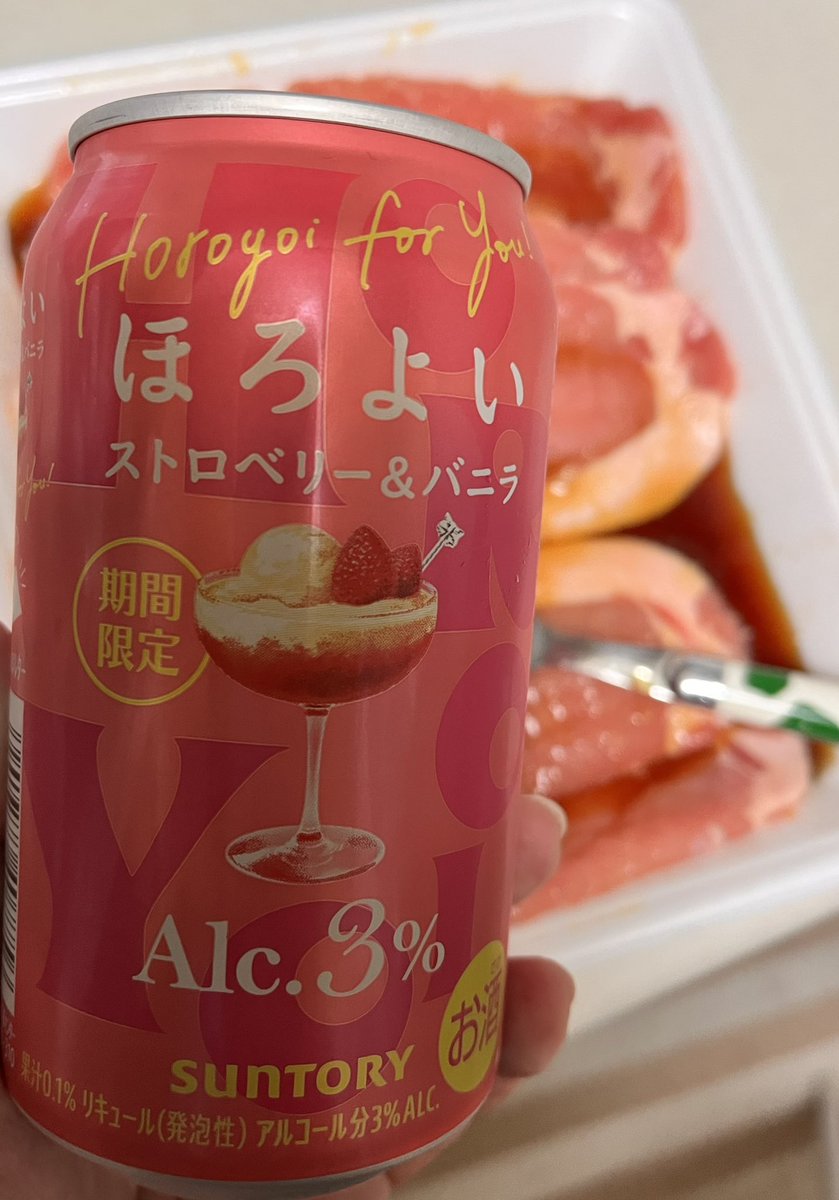 Horoyoi for You!
ほろよい
ストロベリー&バニラ
期間
限定
Alc.3%
お酒
SUNTORY
果汁0.1% リキュール(発泡性) アルコール分3%ALC.